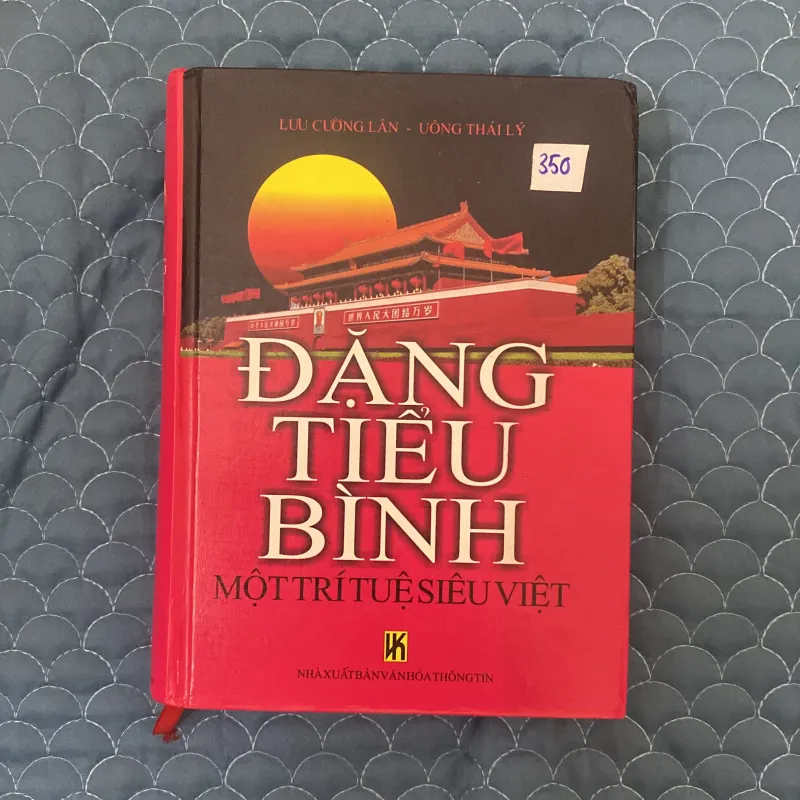 LƯU CƯỜNG LÂN - UÔNG THÁI LÝ
350
世界人民大团结万岁
ĐẶNG
TIỂU
BÌNH
MỘT TRÍ TUỆ SIÊU VIỆT
VK
NHÀ XUẤT BẢN VĂN HÓA THÔNG TIN